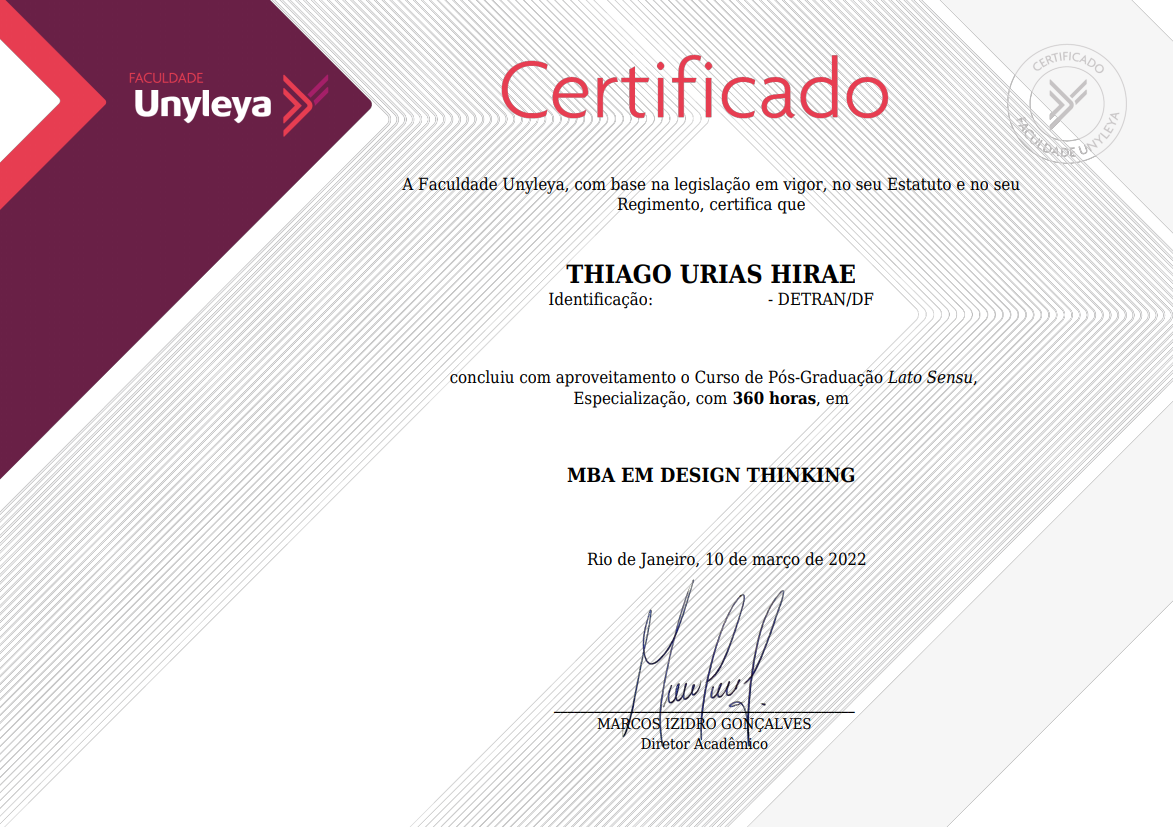 FACULDADE
Unyleya
Certificado
CERTIFICADO
FACULDADE UNYLEYA
A Faculdade Unyleya, com base na legislação em vigor, no seu Estatuto e no seu
Regimento, certifica que
THIAGO URIAS HIRAE
Identificação: - DETRAN/DF
concluiu com aproveitamento o Curso de Pós-Graduação Lato Sensu,
Especialização, com 360 horas, em
MBA EM DESIGN THINKING
Rio de Janeiro, 10 de março de 2022
MARCOS IZIDRO GONÇALVES
Diretor Acadêmico